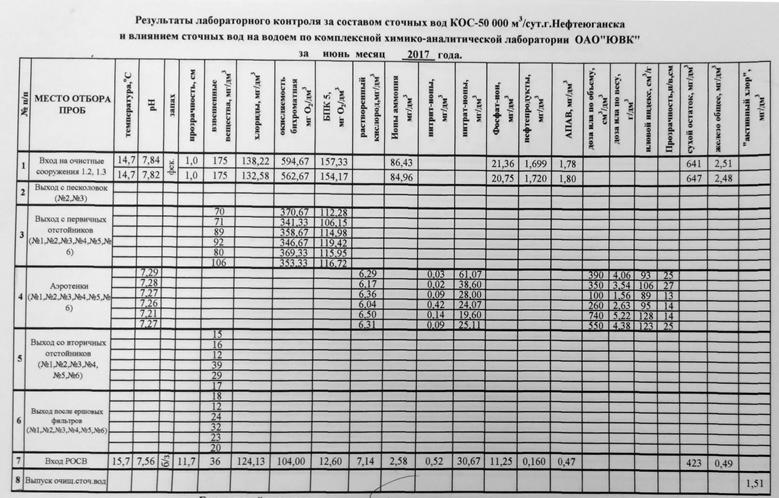 Результаты лабораторного контроля за составом сточных вод КОС-50 000 м³/сут.г.Нефтеюганска
и влиянием сточных вод на водоем по комплексной химико-аналитической лаборатории ОАО"ЮВК"
за июнь месяц 2017 года.
№ п/п
МЕСТО ОТБОРА ПРОБ
температура,°С
pH
запах
прозрачность, см
взвешенные вещества, мг/дм³
хлориды, мг/дм³
окисляемость бихроматная мг О₂/дм³
БПК 5, мг О₂/дм³
растворенный кислород,мг/дм³
Ионы аммония мг/дм³
нитрит-ионы, мг/дм³
нитрат-ионы, мг/дм³
Фосфат-ион, мг/дм³
нефтепродукты, мг/дм³
АПАВ, мг/дм³
доза ила по объему, см³/дм³
доза ила по весу, г/дм³
иловой индекс, см³/г
Прозрачность,н/в,см
сухой остаток, мг/дм³
железо общее, мг/дм³
"активный хлор", мг/дм³
1 Вход на очистные сооружения 1.2, 1.3 фек.
14,7 7,84 1,0 175 138,22 594,67 157,33 86,43 21,36 1,699 1,78 641 2,51
14,7 7,82 1,0 175 132,58 562,67 154,17 84,96 20,75 1,720 1,80 647 2,48
2 Выход с песколовок (№2,№3)
3 Выход с первичных отстойников (№1,№2,№3,№4,№5,№6)
70 370,67 112,28
71 341,33 106,15
89 358,67 114,98
92 346,67 119,42
80 369,33 115,95
106 353,33 116,72
4 Аэротенки (№1,№2,№3,№4,№5,№6)
7,29 6,29 0,03 61,07 390 4,06 93 25
7,28 6,17 0,02 38,60 350 3,54 106 27
7,27 6,36 0,09 28,00 100 1,56 89 13
7,26 6,04 0,42 24,07 260 2,63 95 14
7,21 6,50 0,14 19,60 740 5,22 128 14
7,27 6,31 0,09 25,11 550 4,38 123 25
5 Выход со вторичных отстойников (№1,№2,№3,№4, №5,№6)
15
16
12
39
29
17
6 Выход после ершовых фильтров (№1,№2,№3,№4,№5,№6)
18
12
24
32
23
20
7 Вход РОСВ 15,7 7,56 б/з 11,7 36 124,13 104,00 12,60 7,14 2,58 0,52 30,67 11,25 0,160 0,47 423 0,49
8 Выпуск очищ.сточ.вод 1,51